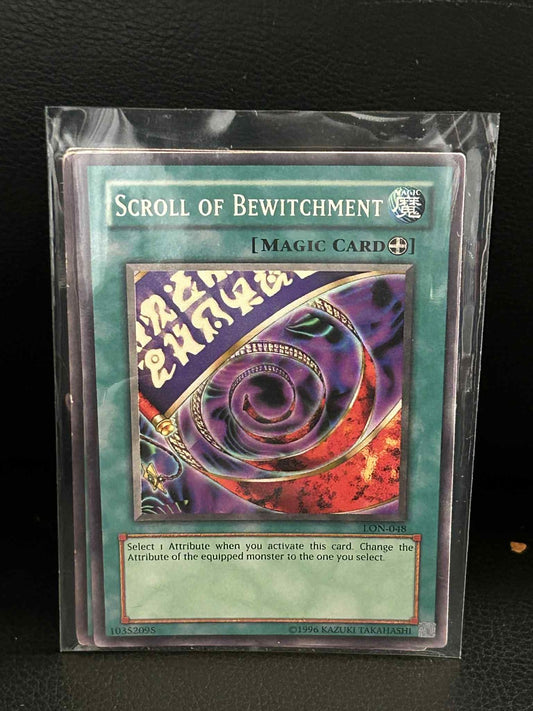 SCROLL OF BEWITCHMENT MAGIC 魔
[MAGIC CARD]
LON-048
Select 1 Attribute when you activate this card. Change the
Attribute of the equipped monster to the one you select.
10352095 ©1996 KAZUKI TAKAHASHI